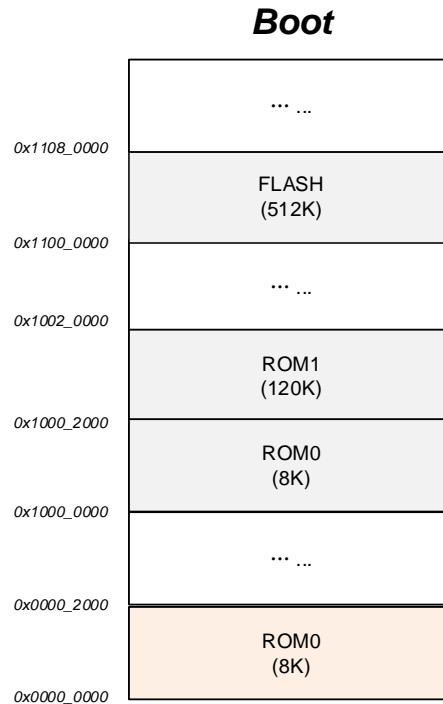 Boot
... ...
0x1108_0000
FLASH
(512K)
0x1100_0000
... ...
0x1002_0000
ROM1
(120K)
0x1000_2000
ROM0
(8K)
0x1000_0000
... ...
0x0000_2000
ROM0
(8K)
0x0000_0000